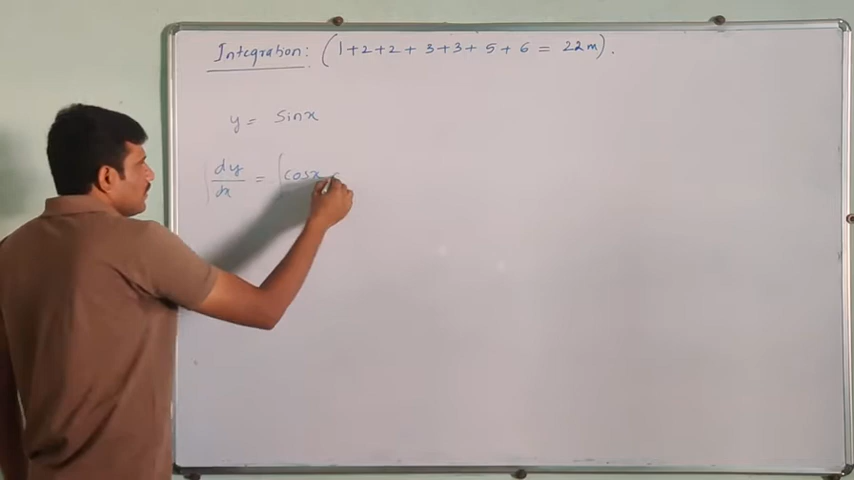 Integration: (1+2+2+3+3+5+6 = 22m).
y = Sinx
∫ dy/dx = ∫ cosx